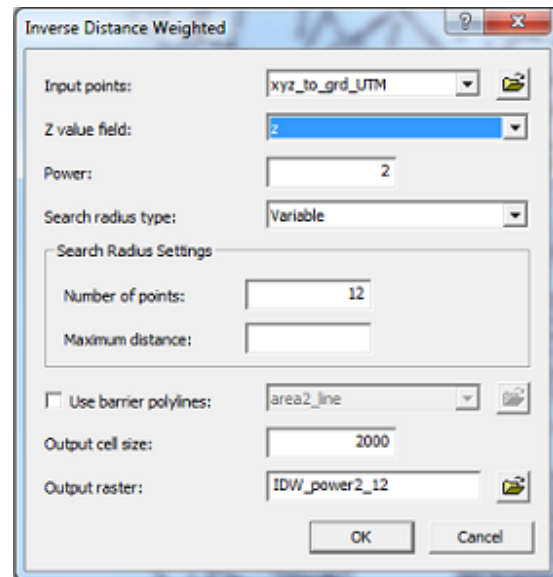 Inverse Distance Weighted
Input points: xyz_to_grd_UTM
Z value field: z
Power: 2
Search radius type: Variable
Search Radius Settings
Number of points: 12
Maximum distance:
Use barrier polylines: area2_line
Output cell size: 2000
Output raster: IDW_power2_12
OK Cancel